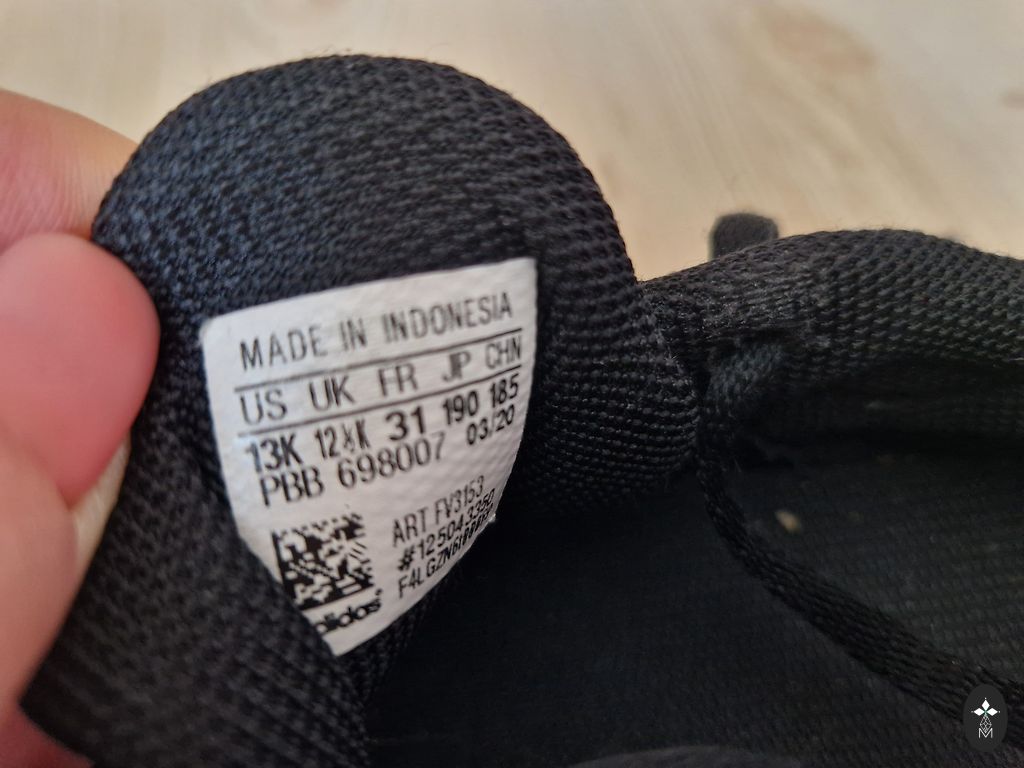 MADE IN INDONESIA
US UK FR JP CHN
13K 12½K 31 190 185
PBB 698007 03/20
ART FV3153
#125043350
adidas
M